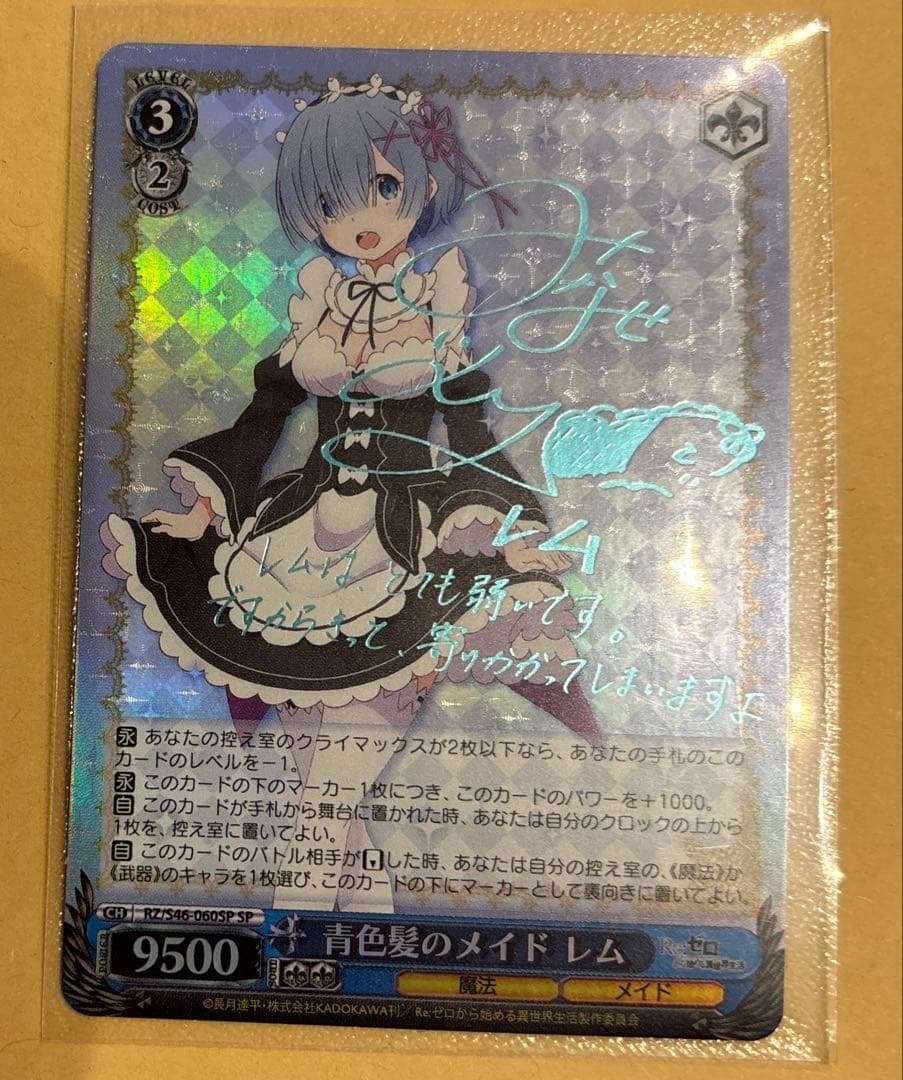 LEVEL
3
2
COST
レム
レムは、とても弱いです。
ですからきって、寄りかかってしまいますよ
永 あなたの控え室のクライマックスが2枚以下なら、あなたの手札のこの
カードのレベルを－1。
永 このカードの下のマーカー1枚につき、このカードのパワーを＋1000。
自 このカードが手札から舞台に置かれた時、あなたは自分のクロックの上から
1枚を、控え室に置いてよい。
自 このカードのバトル相手が▼した時、あなたは自分の控え室の、《魔法》か
《武器》のキャラを1枚選び、このカードの下にマーカーとして裏向きに置いてよい。
CH RZ/S46-060SP SP
POWER
9500
SOUL
青色髪のメイド レム
Re:ゼロ
から始める異世界生活
魔法
メイド
©長月達平・株式会社KADOKAWA刊／Re:ゼロから始める異世界生活製作委員会